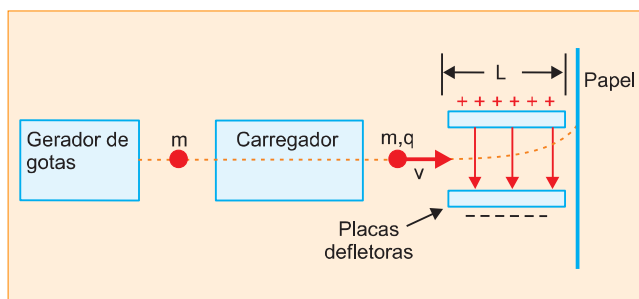 L
Papel
+ + + + + +
Gerador de
gotas
m
Carregador
m,q
v
Placas
defletoras
– – – – – –